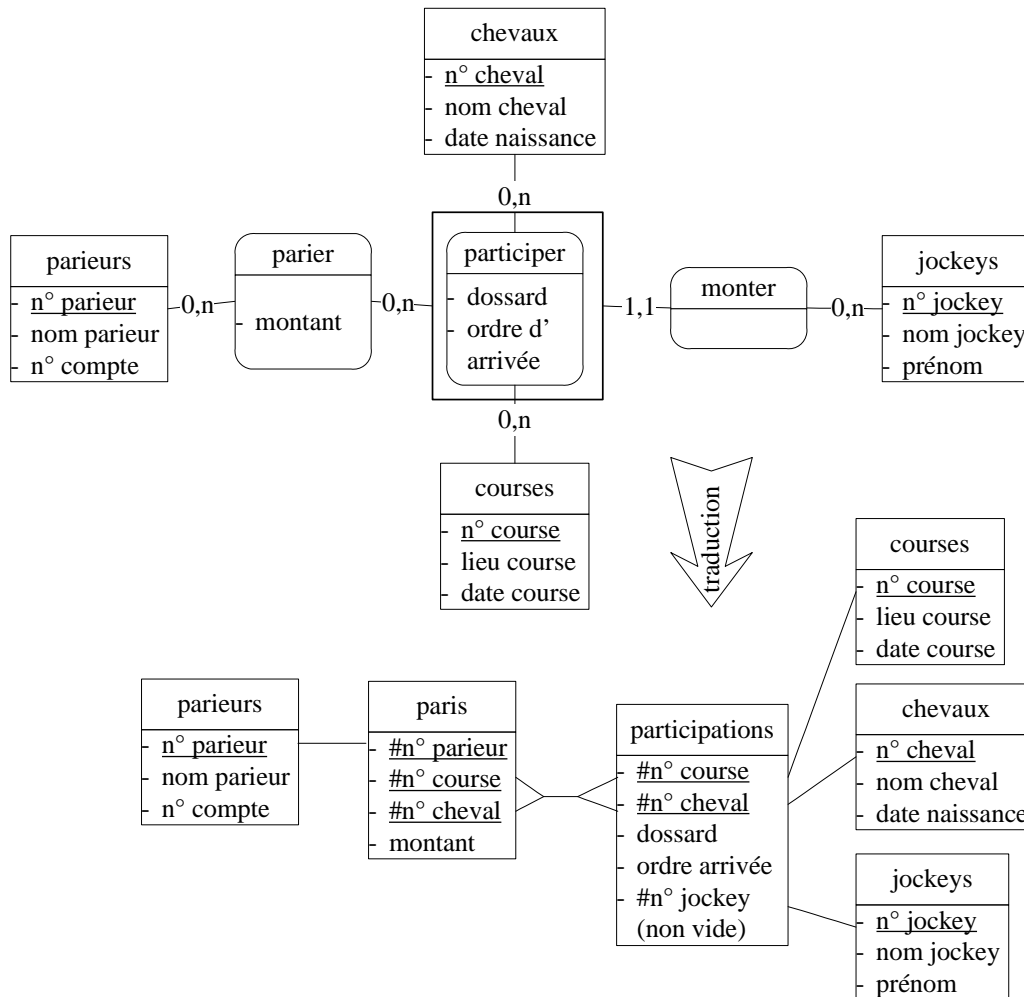 chevaux
- n° cheval
- nom cheval
- date naissance
0,n
parieurs
- n° parieur
- nom parieur
- n° compte
0,n
parier
- montant
0,n
participer
- dossard
- ordre d'
arrivée
1,1
monter
0,n
jockeys
- n° jockey
- nom jockey
- prénom
0,n
courses
- n° course
- lieu course
- date course
traduction
parieurs
- n° parieur
- nom parieur
- n° compte
paris
- #n° parieur
- #n° course
- #n° cheval
- montant
participations
- #n° course
- #n° cheval
- dossard
- ordre arrivée
- #n° jockey
(non vide)
courses
- n° course
- lieu course
- date course
chevaux
- n° cheval
- nom cheval
- date naissance
jockeys
- n° jockey
- nom jockey
- prénom